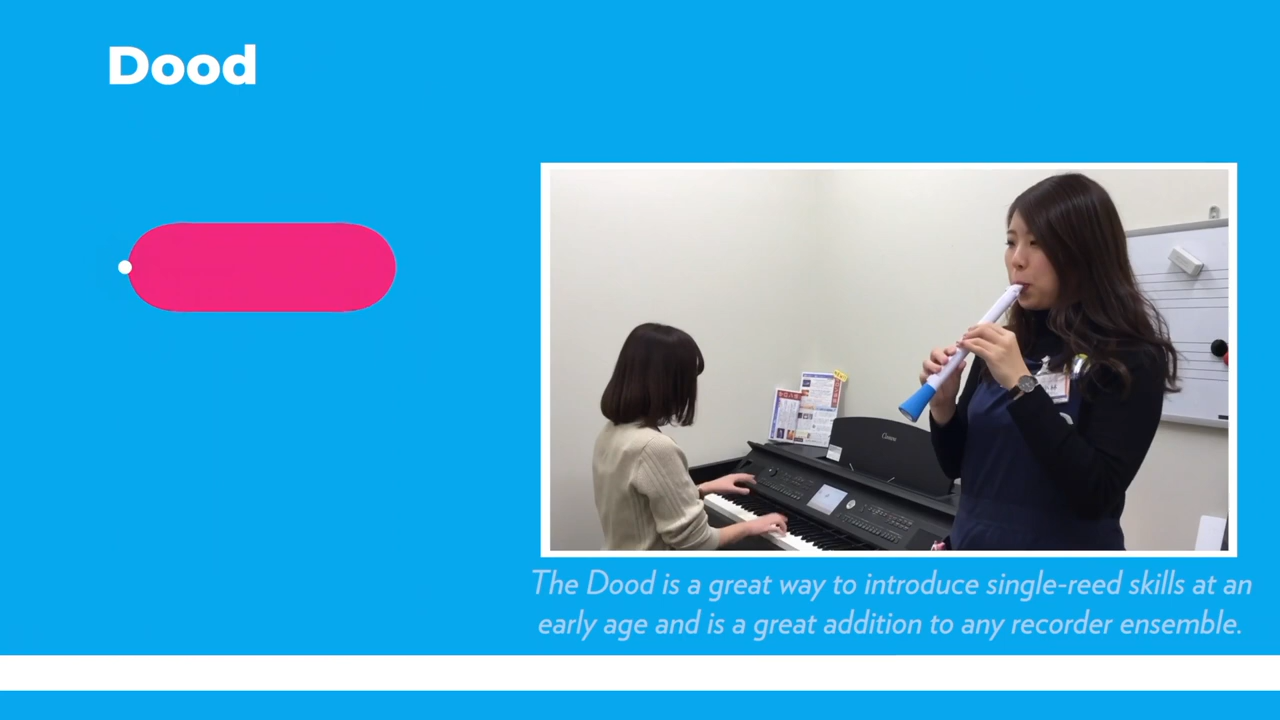 Dood
The Dood is a great way to introduce single-reed skills at an
early age and is a great addition to any recorder ensemble.